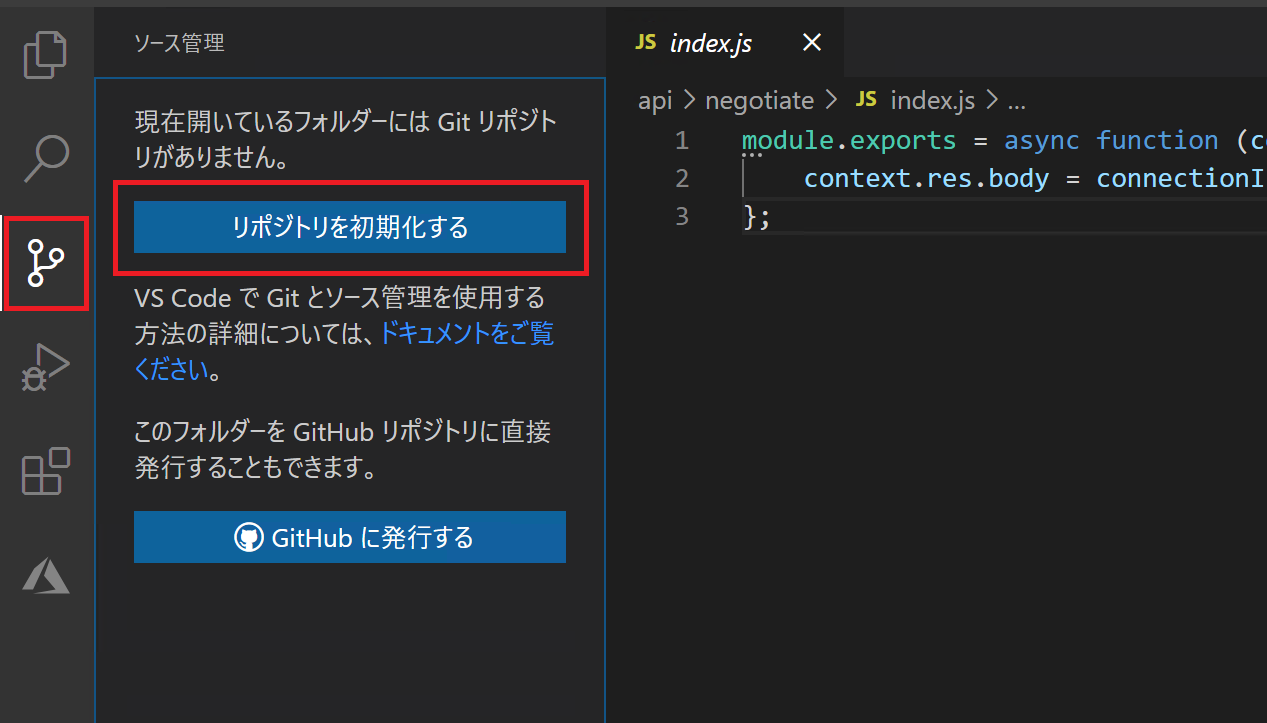 ソース管理
現在開いているフォルダーには Git リポジト
リがありません。
リポジトリを初期化する
VS Code で Git とソース管理を使用する
方法の詳細については、ドキュメントをご覧
ください。
このフォルダーを GitHub リポジトリに直接
発行することもできます。
GitHub に発行する
JS index.js
api > negotiate > JS index.js > ...
1 module.exports = async function (co
2 context.res.body = connectionI
3 };